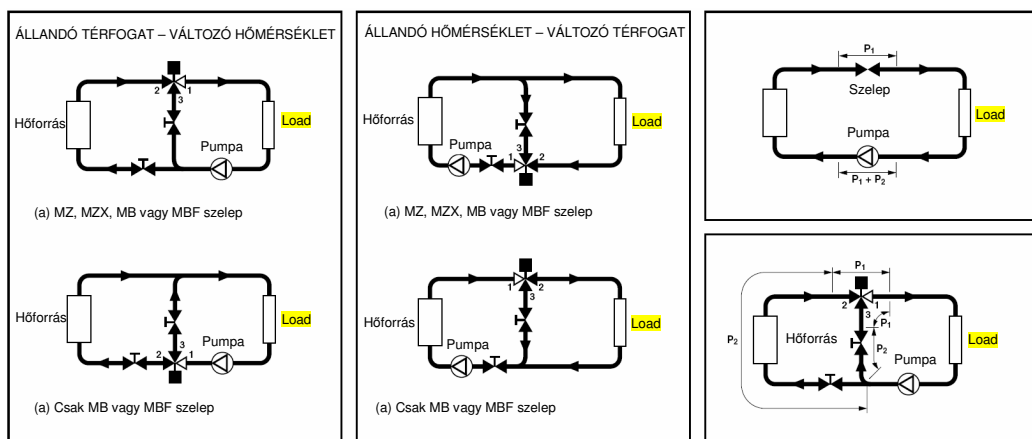 ÁLLANDÓ TÉRFOGAT – VÁLTOZÓ HŐMÉRSÉKLET
2
1
3
Hőforrás
Load
Pumpa
(a) MZ, MZX, MB vagy MBF szelep
Hőforrás
Load
Pumpa
3
2
1
(a) Csak MB vagy MBF szelep
ÁLLANDÓ HŐMÉRSÉKLET – VÁLTOZÓ TÉRFOGAT
Hőforrás
Load
Pumpa
3
1
2
(a) MZ, MZX, MB vagy MBF szelep
1
2
3
Hőforrás
Load
Pumpa
(a) Csak MB vagy MBF szelep
P1
Szelep
Load
Pumpa
P1 + P2
P1
2
1
3
P1
P2
Hőforrás
P2
Load
Pumpa